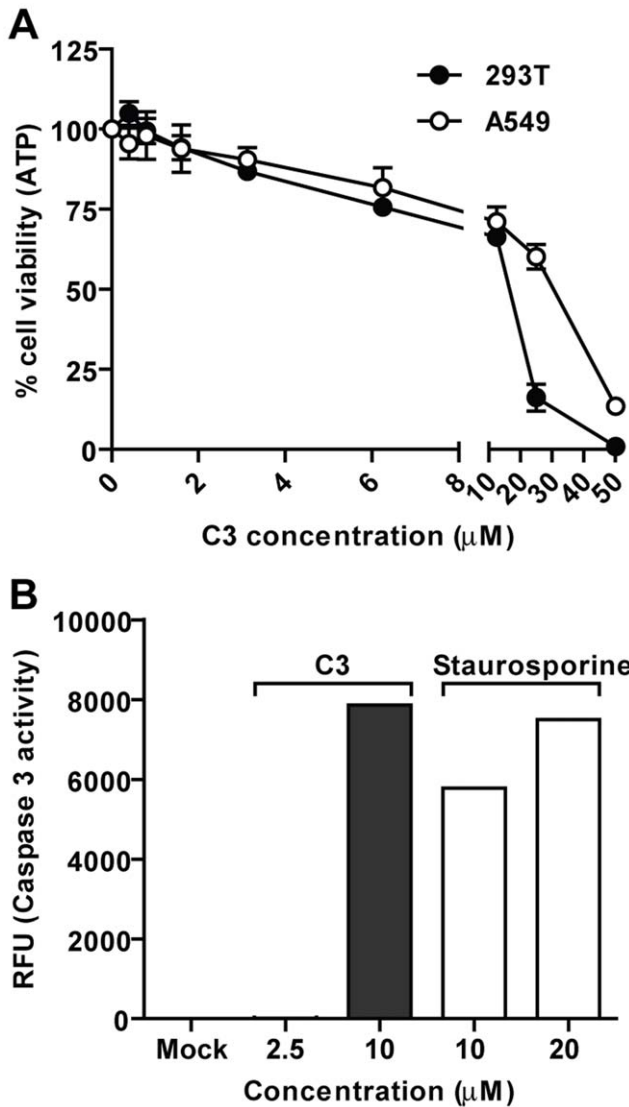 A
125
100
75
50
25
0
% cell viability (ATP)
293T
A549
0 2 4 6 8 10 20 30 40 50
C3 concentration (μM)
B
10000
8000
6000
4000
2000
0
RFU (Caspase 3 activity)
C3 Staurosporine
Mock 2.5 10 10 20
Concentration (μM)